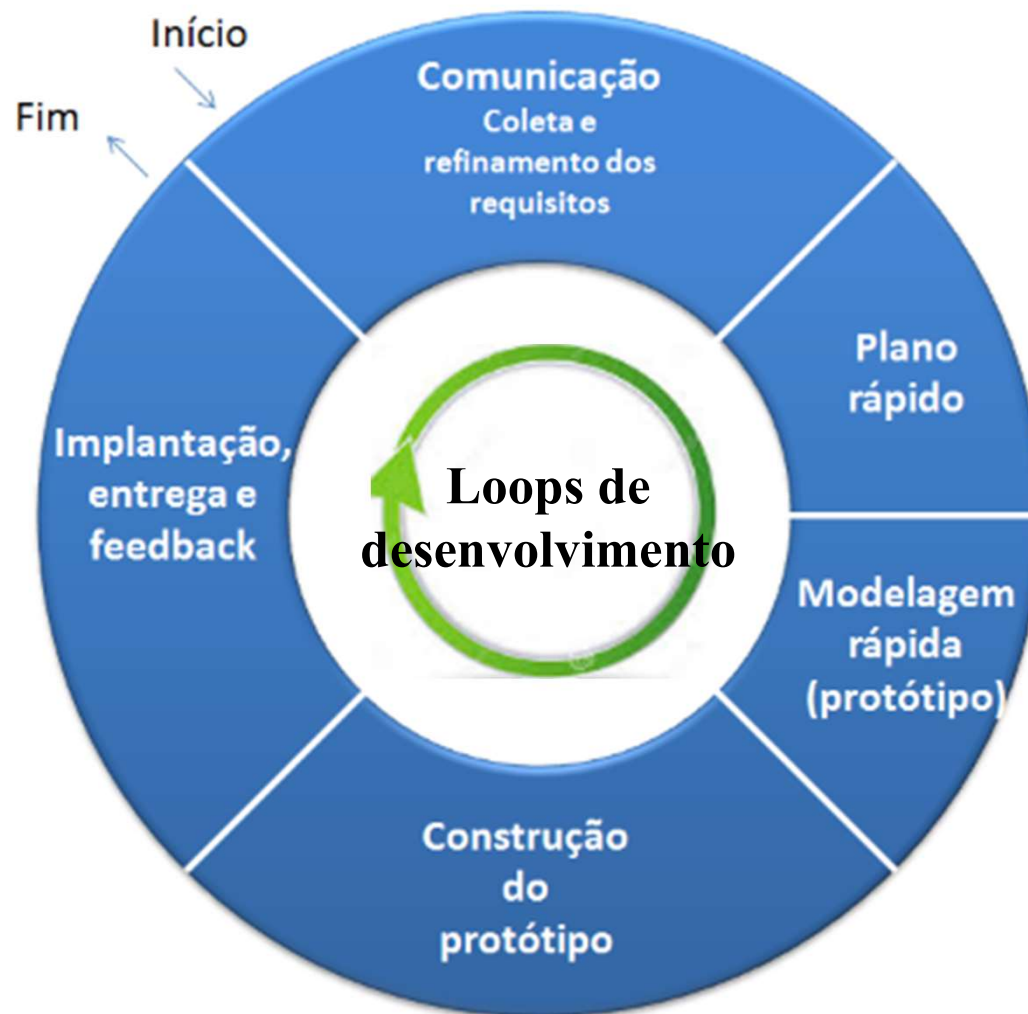 Início
Fim
Comunicação
Coleta e
refinamento dos
requisitos
Plano
rápido
Modelagem
rápida
(protótipo)
Construção
do
protótipo
Implantação,
entrega e
feedback
Loops de
desenvolvimento